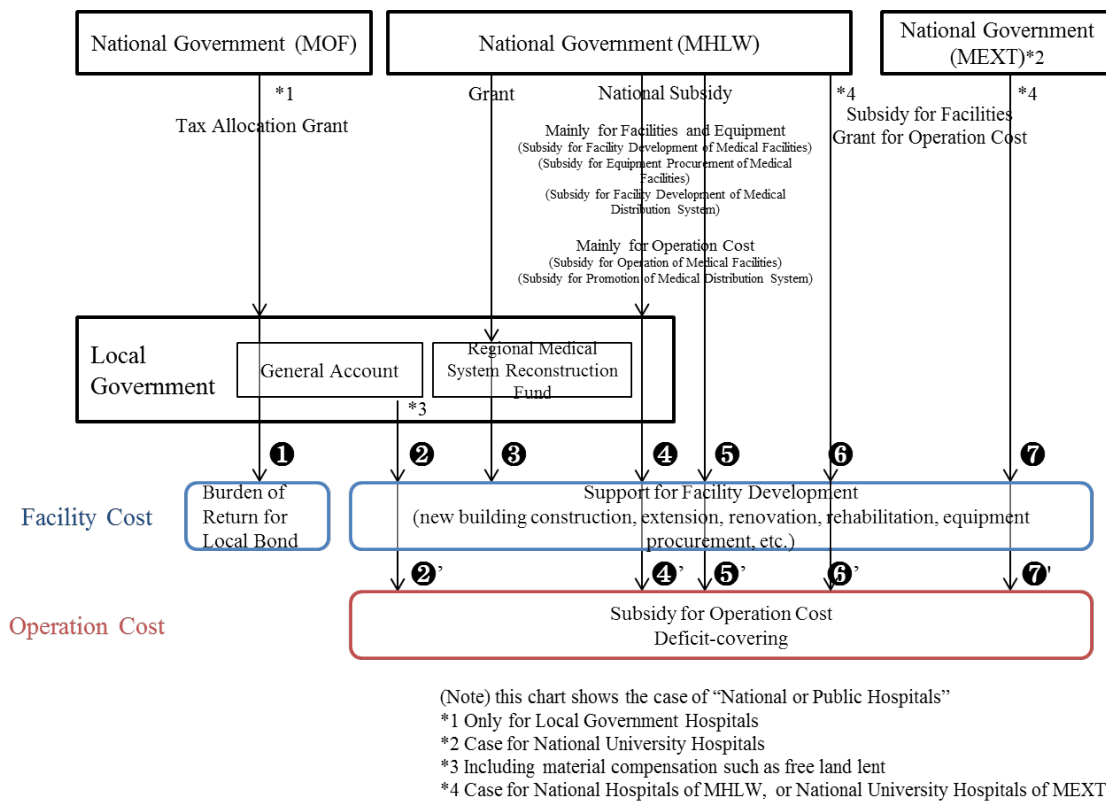 National Government (MOF)
National Government (MHLW)
National Government
(MEXT)*2
*1
Tax Allocation Grant
Grant
National Subsidy
*4
*4
Subsidy for Facilities
Grant for Operation Cost
Mainly for Facilities and Equipment
(Subsidy for Facility Development of Medical Facilities)
(Subsidy for Equipment Procurement of Medical
Facilities)
(Subsidy for Facility Development of Medical
Distribution System)
Mainly for Operation Cost
(Subsidy for Operation of Medical Facilities)
(Subsidy for Promotion of Medical Distribution System)
Local
Government
General Account
Regional Medical
System Reconstruction
Fund
*3
❶
❷
❸
❹
❺
❻
❼
Facility Cost
Burden of
Return for
Local Bond
Support for Facility Development
(new building construction, extension, renovation, rehabilitation, equipment
procurement, etc.)
❷’
❹’
❺’
❻’
❼'
Operation Cost
Subsidy for Operation Cost
Deficit-covering
(Note) this chart shows the case of “National or Public Hospitals”
*1 Only for Local Government Hospitals
*2 Case for National University Hospitals
*3 Including material compensation such as free land lent
*4 Case for National Hospitals of MHLW, or National University Hospitals of MEXT